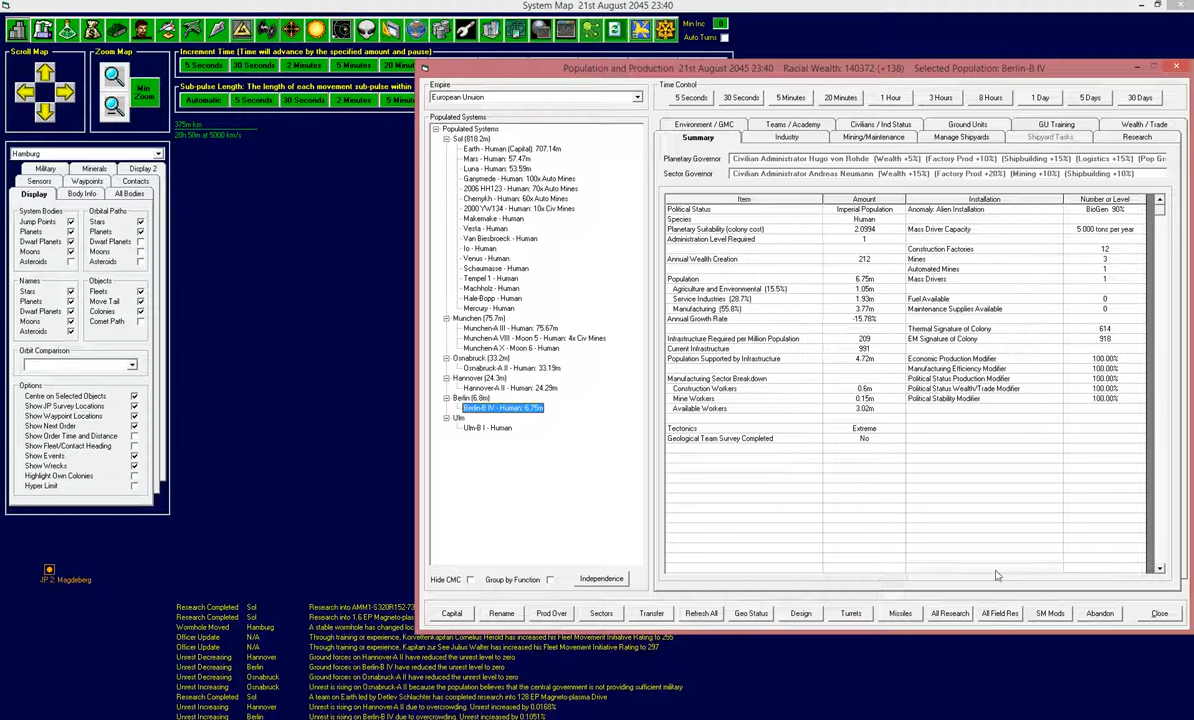 System Map 21st August 2045 23:40
Min Inc 0
Auto Turns
Scroll Map
Zoom Map
Min Zoom
Increment Time (Time will advance by the specified amount and pause)
5 Seconds 30 Seconds 2 Minutes 5 Minutes
Sub-pulse Length: The length of each movement sub-pulse within
Automatic 5 Seconds 30 Seconds 2 Minutes
375m km
20h 50m at 5000 km/s
Hamburg
Military Minerals Display 2
Sensors Waypoints Contacts
Display Body Info All Bodies
System Bodies Orbital Paths
Jump Points Stars
Planets Planets
Dwarf Planets Dwarf Planets
Moons Moons
Asteroids Asteroids
Names Objects
Stars Fleets
Planets Move Tail
Dwarf Planets Colonies
Moons Comet Path
Asteroids
Orbit Comparison
Options
Centre on Selected Objects
Show JP Survey Locations
Show Waypoint Locations
Show Next Order
Show Order Time and Distance
Show Fleet/Contact Heading
Show Events
Show Wrecks
Highlight Own Colonies
Hyper Limit
JP 2: Magdeberg
Population and Production 21st August 2045 23:40 Racial Wealth: 140372 (+138) Selected Population: Berlin-B IV
Empire
European Unuion
Populated Systems
Populated Systems
Sol (818.2m)
Earth - Human (Capital): 707.14m
Mars - Human: 57.47m
Luna - Human: 53.59m
Ganymede - Human: 100x Auto Mines
2006 HH123 - Human: 70x Auto Mines
Chernykh - Human: 60x Auto Mines
2000 YW134 - Human: 10x Civ Mines
Makemake - Human
Vesta - Human
Van Biesbroeck - Human
Io - Human
Venus - Human
Schaumasse - Human
Tempel 1 - Human
Machholz - Human
Hale-Bopp - Human
Mercury - Human
Munchen (75.7m)
Munchen-A III - Human: 75.67m
Munchen-A VIII - Moon 5 - Human: 4x Civ Mines
Munchen-A X - Moon 6 - Human
Osnabruck (33.2m)
Osnabruck-A II - Human: 33.19m
Hannover (24.3m)
Hannover-A II - Human: 24.29m
Berlin (6.8m)
Berlin-B IV - Human: 6.75m
Ulm
Ulm-B I - Human
Hide CMC Group by Function Independence
Time Control
5 Seconds 30 Seconds 5 Minutes 20 Minutes 1 Hour 3 Hours 8 Hours 1 Day 5 Days 30 Days
Environment / GMC Teams / Academy Civilians / Ind Status Ground Units GU Training Wealth / Trade
Summary Industry Mining/Maintenance Manage Shipyards Shipyard Tasks Research
Planetary Governor Civilian Administrator Hugo von Rohde (Wealth +5%) (Factory Prod +10%) (Shipbuilding +15%) (Logistics +15%) (Pop Gr
Sector Governor Civilian Administrator Andreas Neumann (Wealth +15%) (Factory Prod +20%) (Mining +10%) (Shipbuilding +10%)
Item Amount Installation Number or Level
Political Status Imperial Population Anomaly: Alien Installation BioGen 90%
Species Human
Planetary Suitability (colony cost) 2.0994 Mass Driver Capacity 5 000 tons per year
Administration Level Required 1
Construction Factories 12
Annual Wealth Creation 212 Mines 3
Automated Mines 1
Population 6.75m Mass Drivers 1
Agriculture and Environmental (15.5%) 1.05m
Service Industries (28.7%) 1.93m Fuel Available 0
Manufacturing (55.8%) 3.77m Maintenance Supplies Available 0
Annual Growth Rate -15.78%
Thermal Signature of Colony 614
Infrastructure Required per Million Population 209 EM Signature of Colony 918
Current Infrastructure 991
Population Supported by Infrastructure 4.72m Economic Production Modifier 100.00%
Manufacturing Efficiency Modifier 100.00%
Manufacturing Sector Breakdown Political Status Production Modifier 100.00%
Construction Workers 0.6m Political Status Wealth/Trade Modifier 100.00%
Mine Workers 0.15m Political Stability Modifier 100.00%
Available Workers 3.02m
Tectonics Extreme
Geological Team Survey Completed No
Capital Rename Prod Over Sectors Transfer Refresh All Geo Status Design Turrets Missiles All Research All Field Res SM Mods Abandon Close
Research Completed Sol Research into AMM1-S320R152-73
Research Completed Sol Research into 1.6 EP Magneto-plas
Wormhole Moved Hamburg A stable wormhole has changed loc
Officer Update N/A Through training or experience, Korvettenkapitan Cornelius Herold has increased his Fleet Movement Initiative Rating to 255
Officer Update N/A Through training or experience, Kapitan zur See Julius Walter has increased his Fleet Movement Initiative Rating to 297
Unrest Decreasing Hannover Ground forces on Hannover-A II have reduced the unrest level to zero
Unrest Decreasing Berlin Ground forces on Berlin-B IV have reduced the unrest level to zero
Unrest Decreasing Osnabruck Ground forces on Osnabruck-A II have reduced the unrest level to zero
Unrest Increasing Osnabruck Unrest is rising on Osnabruck-A II because the population believes that the central government is not providing sufficient military
Research Completed Sol A team on Earth led by Detlev Schlachter has completed research into 128 EP Magneto-plasma Drive
Unrest Increasing Hannover Unrest is rising on Hannover-A II due to overcrowding. Unrest increased by 0.0168%
Unrest Increasing Berlin Unrest is rising on Berlin-B IV due to overcrowding. Unrest increased by 0.1051%